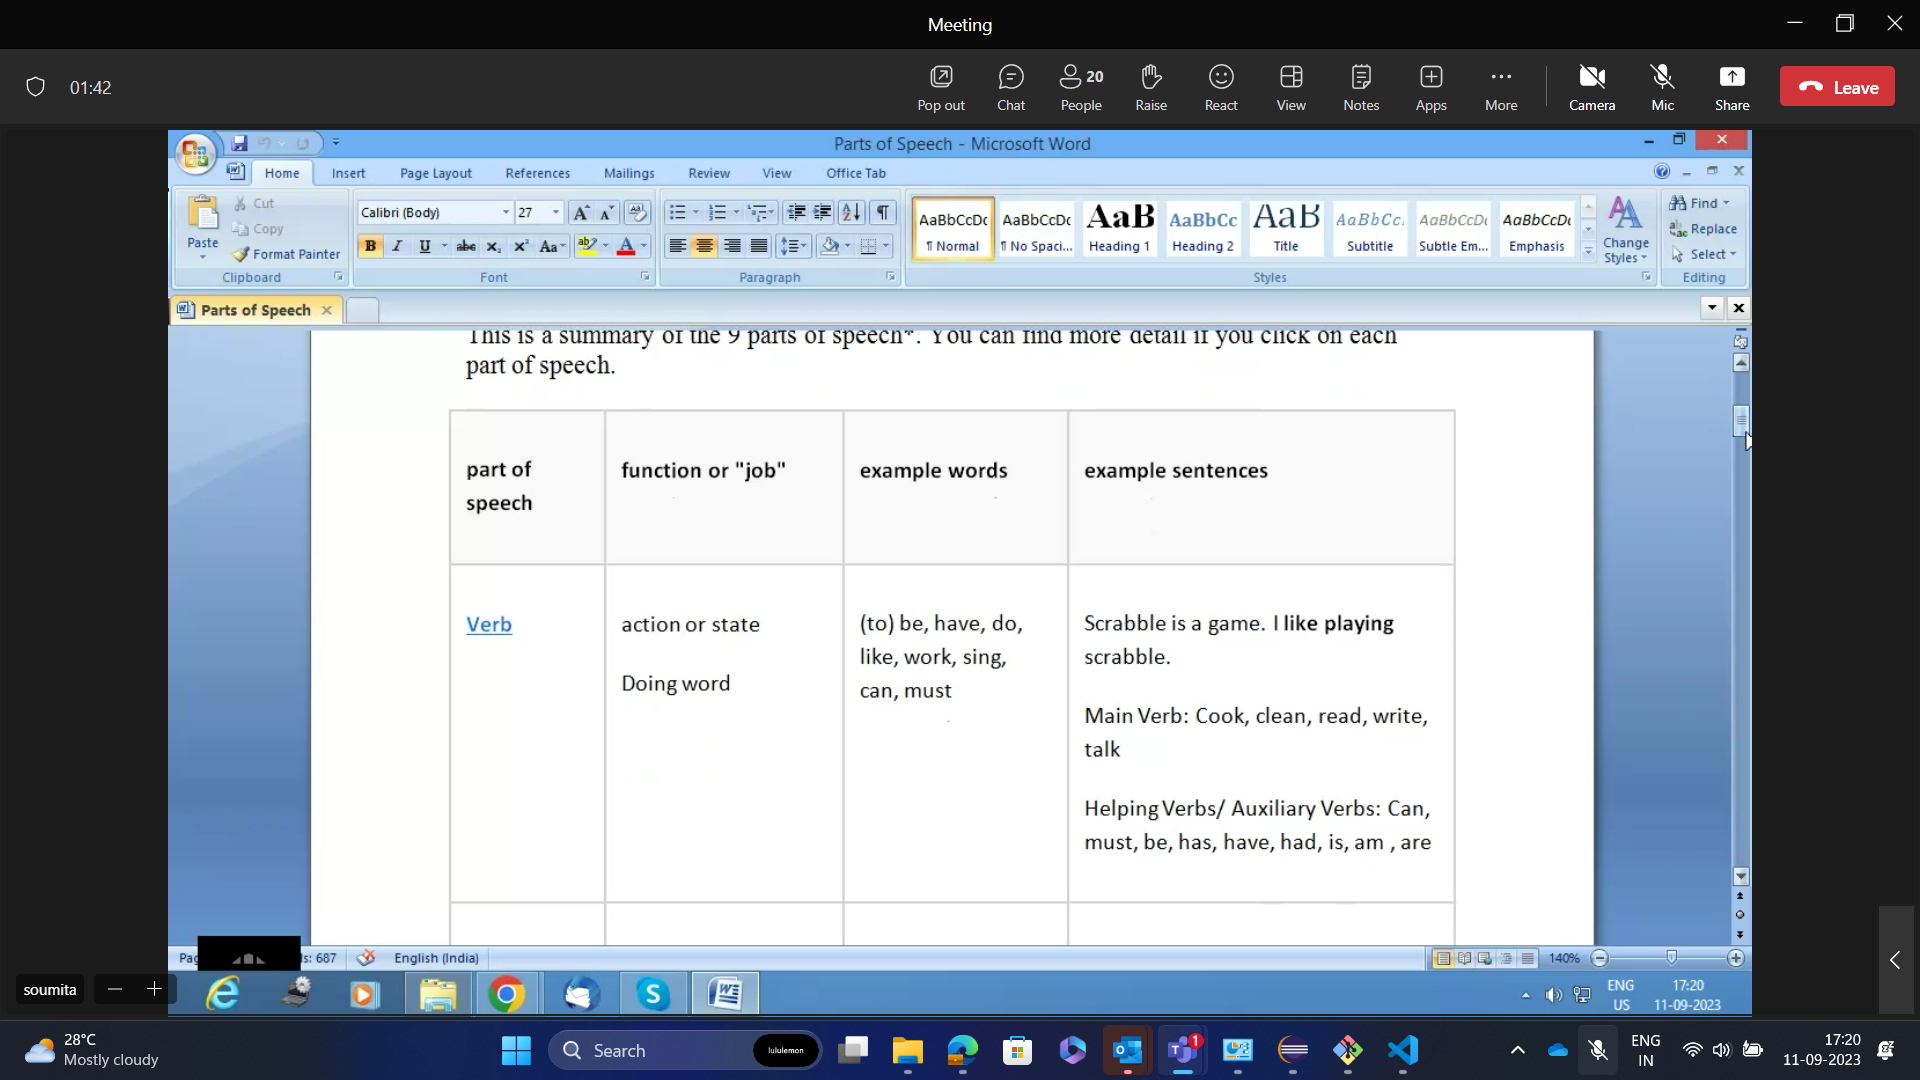 Meeting
01:42
Pop out
Chat
20
People
Raise
React
View
Notes
Apps
More
Camera
Mic
Share
Leave
Parts of Speech - Microsoft Word
Home Insert Page Layout References Mailings Review View Office Tab
Paste
Cut
Copy
Format Painter
Clipboard
Calibri (Body) 27
B I U abc X₂ X² Aa
Font
Paragraph
AaBbCcDc AaBbCcDc AaB AaBbCc AaB AaBbCc. AaBbCcDc AaBbCcDc
¶ Normal ¶ No Spaci... Heading 1 Heading 2 Title Subtitle Subtle Em... Emphasis
Change
Styles
Styles
Find
Replace
Select
Editing
Parts of Speech
This is a summary of the 9 parts of speech*. You can find more detail if you click on each
part of speech.
part of
speech
function or "job"
example words
example sentences
Verb
action or state
Doing word
(to) be, have, do,
like, work, sing,
can, must
Scrabble is a game. I like playing
scrabble.
Main Verb: Cook, clean, read, write,
talk
Helping Verbs/ Auxiliary Verbs: Can,
must, be, has, have, had, is, am , are
s: 687
English (India)
140%
soumita
ENG
US
17:20
11-09-2023
28°C
Mostly cloudy
Search
lululemon
1
ENG
IN
17:20
11-09-2023